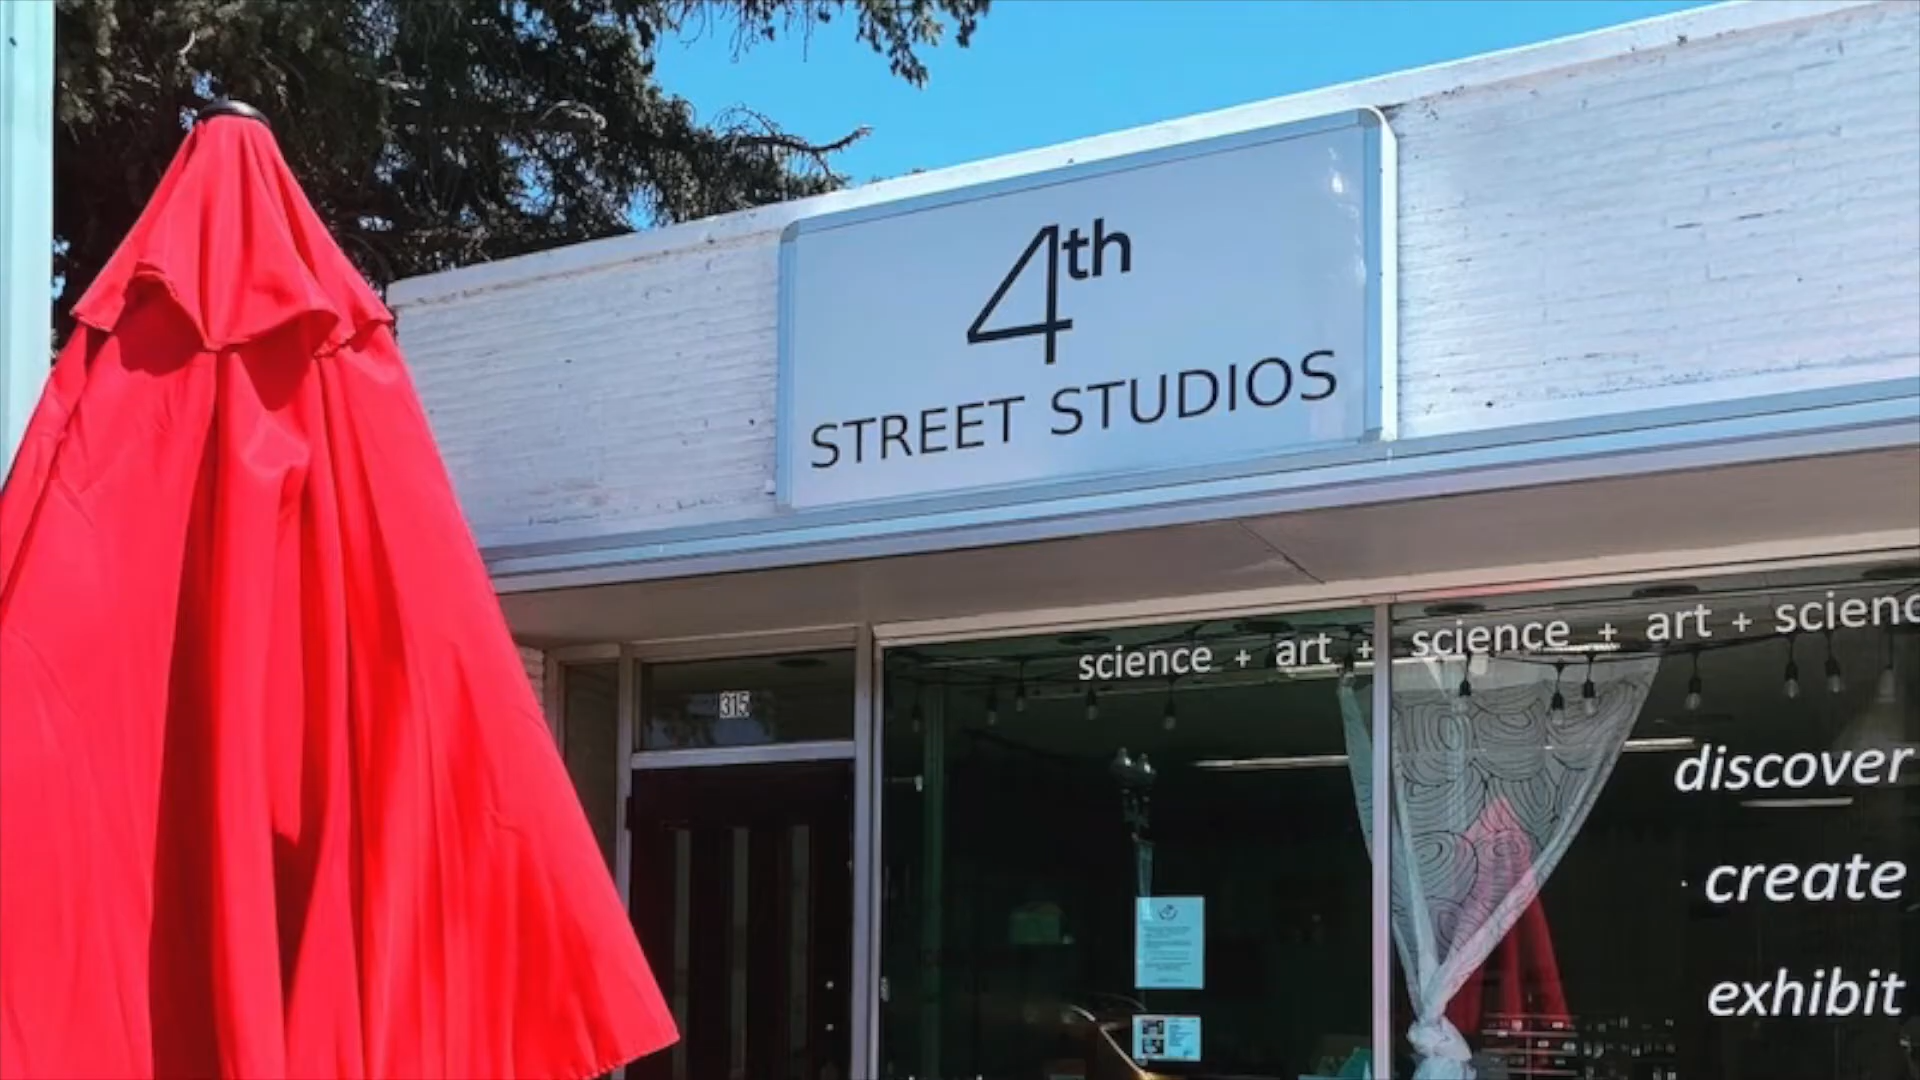 4th
STREET STUDIOS
science + art + science + art + scienc
315
discover
create
exhibit